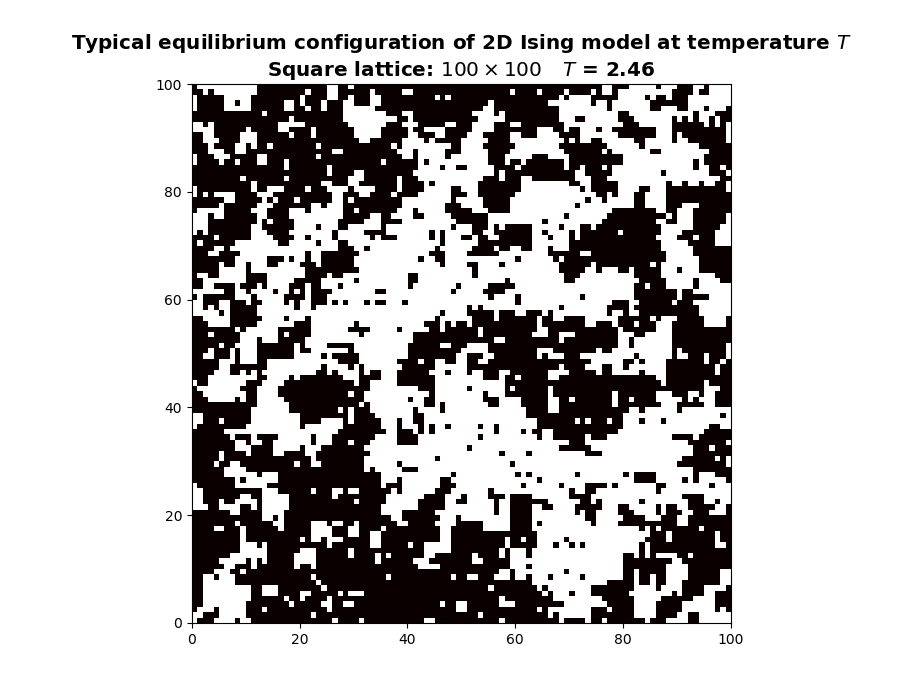 Typical equilibrium configuration of 2D Ising model at temperature T
Square lattice: 100 × 100 T = 2.46
100
80
60
40
20
0
0 20 40 60 80 100